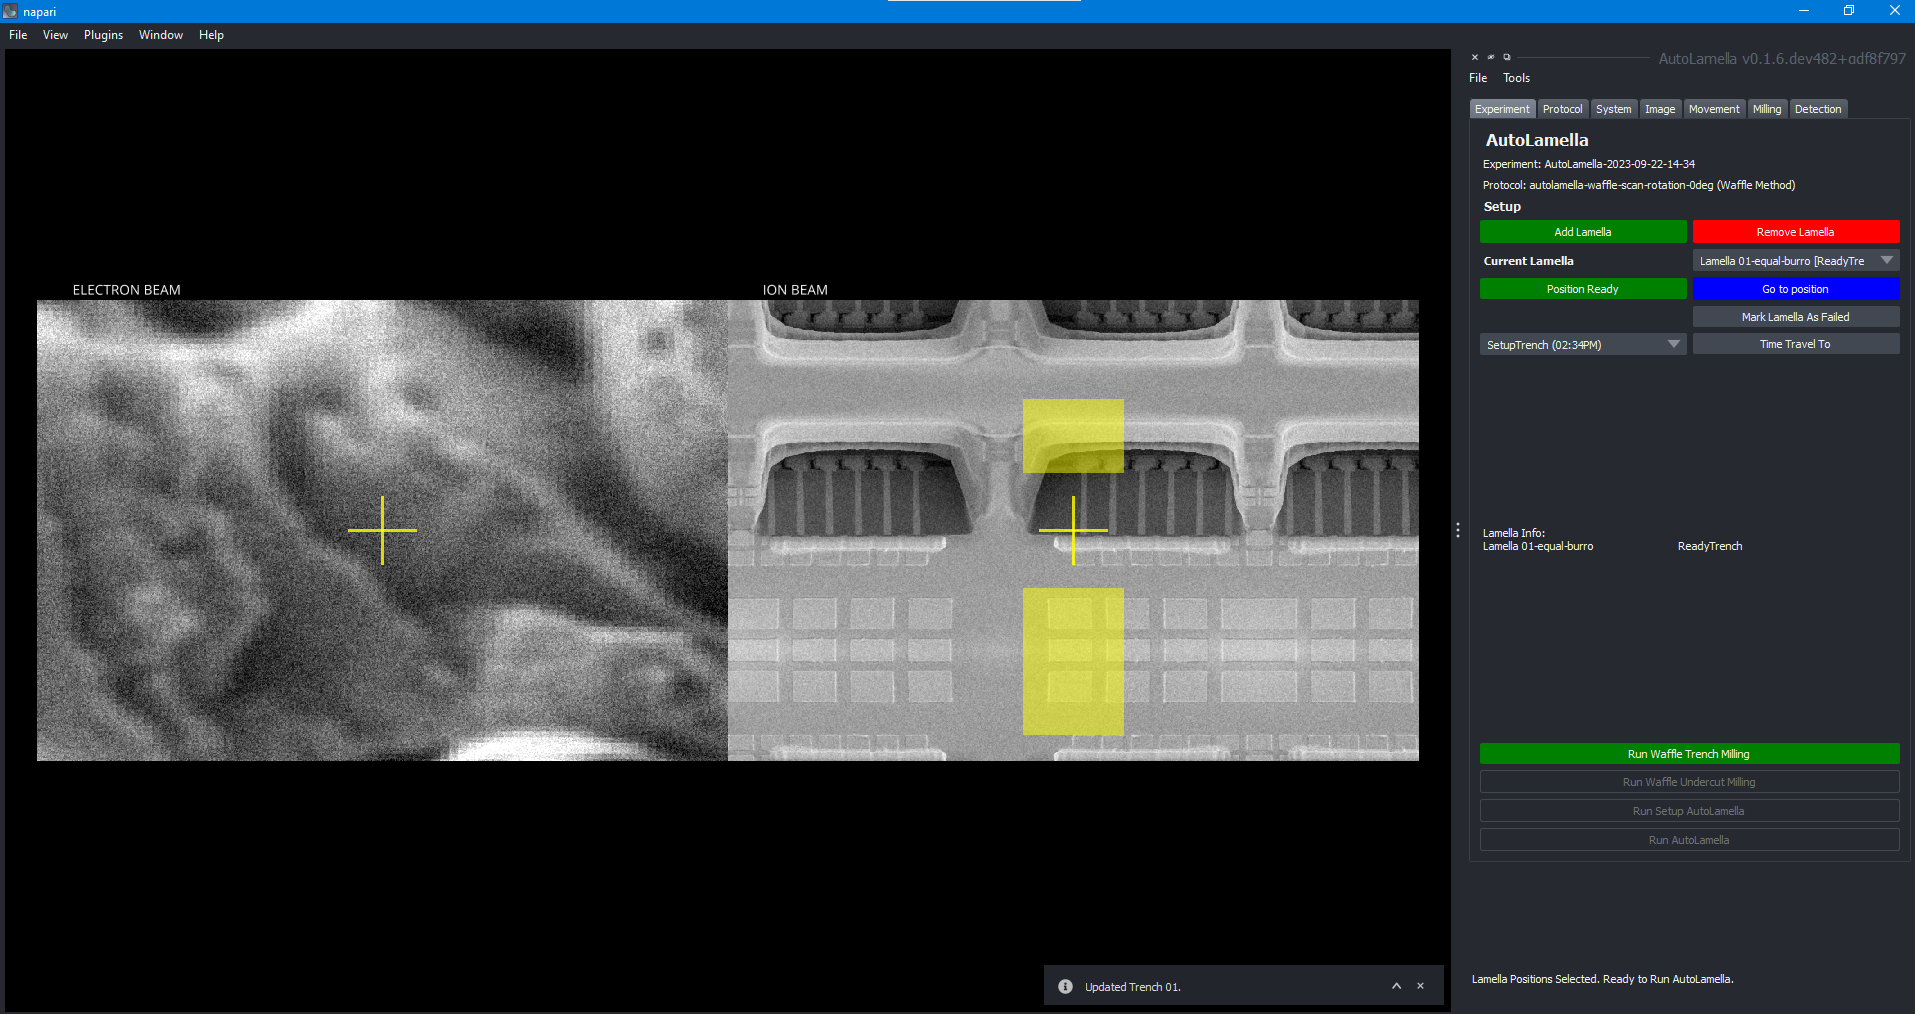 napari
File View Plugins Window Help
ELECTRON BEAM
ION BEAM
Updated Trench 01.
AutoLamella v0.1.6.dev482+adf8f797
File Tools
Experiment Protocol System Image Movement Milling Detection
AutoLamella
Experiment: AutoLamella-2023-09-22-14-34
Protocol: autolamella-waffle-scan-rotation-0deg (Waffle Method)
Setup
Add Lamella Remove Lamella
Current Lamella Lamella 01-equal-burro [ReadyTre
Position Ready Go to position
Mark Lamella As Failed
SetupTrench (02:34PM) Time Travel To
Lamella Info:
Lamella 01-equal-burro ReadyTrench
Run Waffle Trench Milling
Run Waffle Undercut Milling
Run Setup AutoLamella
Run AutoLamella
Lamella Positions Selected. Ready to Run AutoLamella.